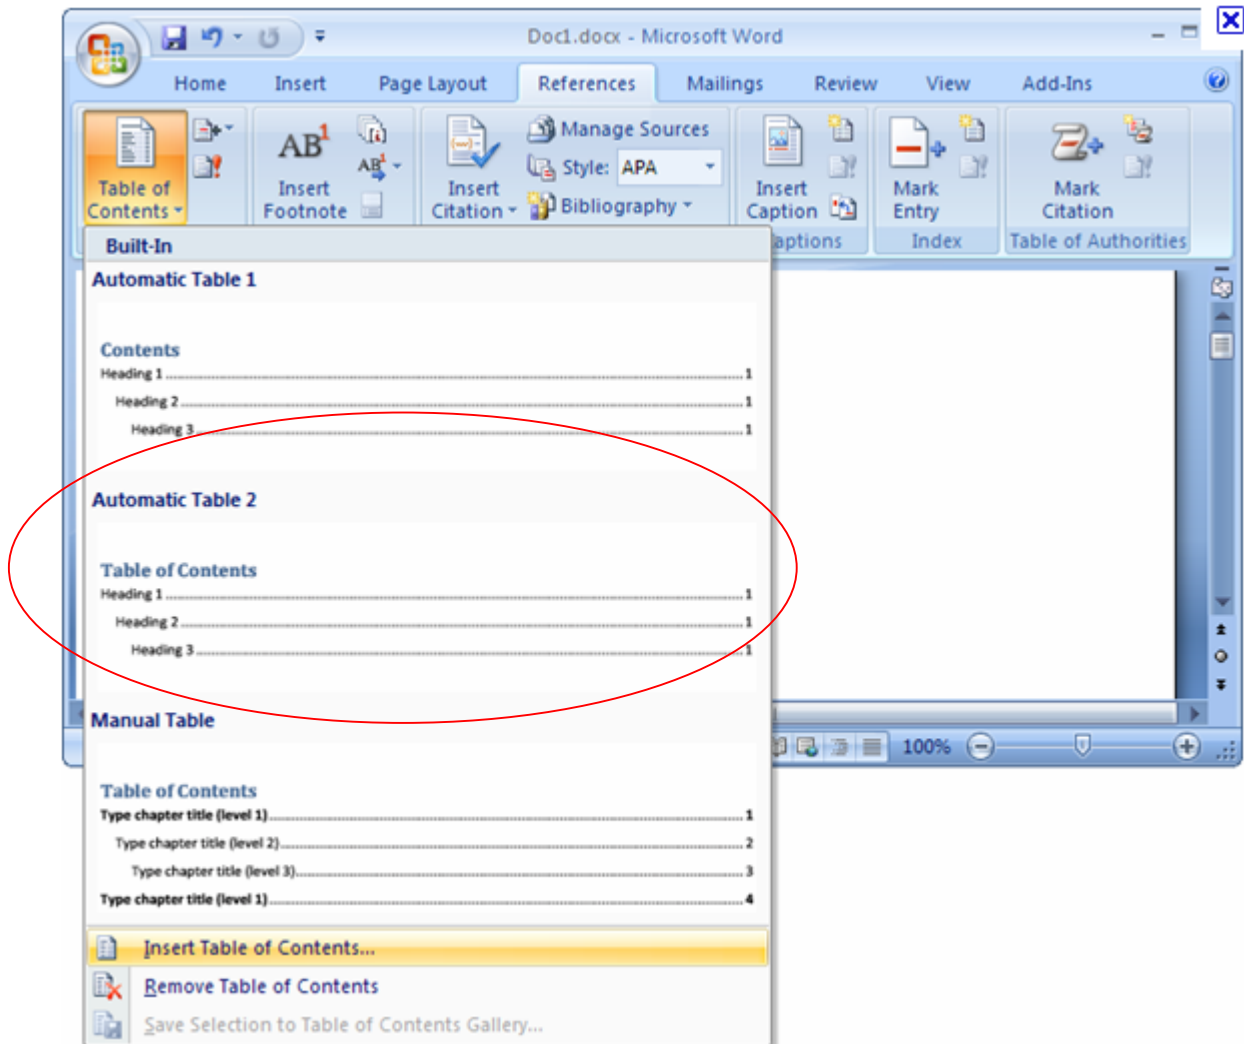 Doc1.docx - Microsoft Word
Home Insert Page Layout References Mailings Review View Add-Ins
Table of Contents
AB1 Insert Footnote
AB1
Insert Citation
Manage Sources
Style: APA
Bibliography
Insert Caption
Mark Entry
Mark Citation
aptions Index Table of Authorities
Built-In
Automatic Table 1
Contents
Heading 1 1
Heading 2 1
Heading 3 1
Automatic Table 2
Table of Contents
Heading 1 1
Heading 2 1
Heading 3 1
Manual Table
Table of Contents
Type chapter title (level 1) 1
Type chapter title (level 2) 2
Type chapter title (level 3) 3
Type chapter title (level 1) 4
100%
Insert Table of Contents...
Remove Table of Contents
Save Selection to Table of Contents Gallery...